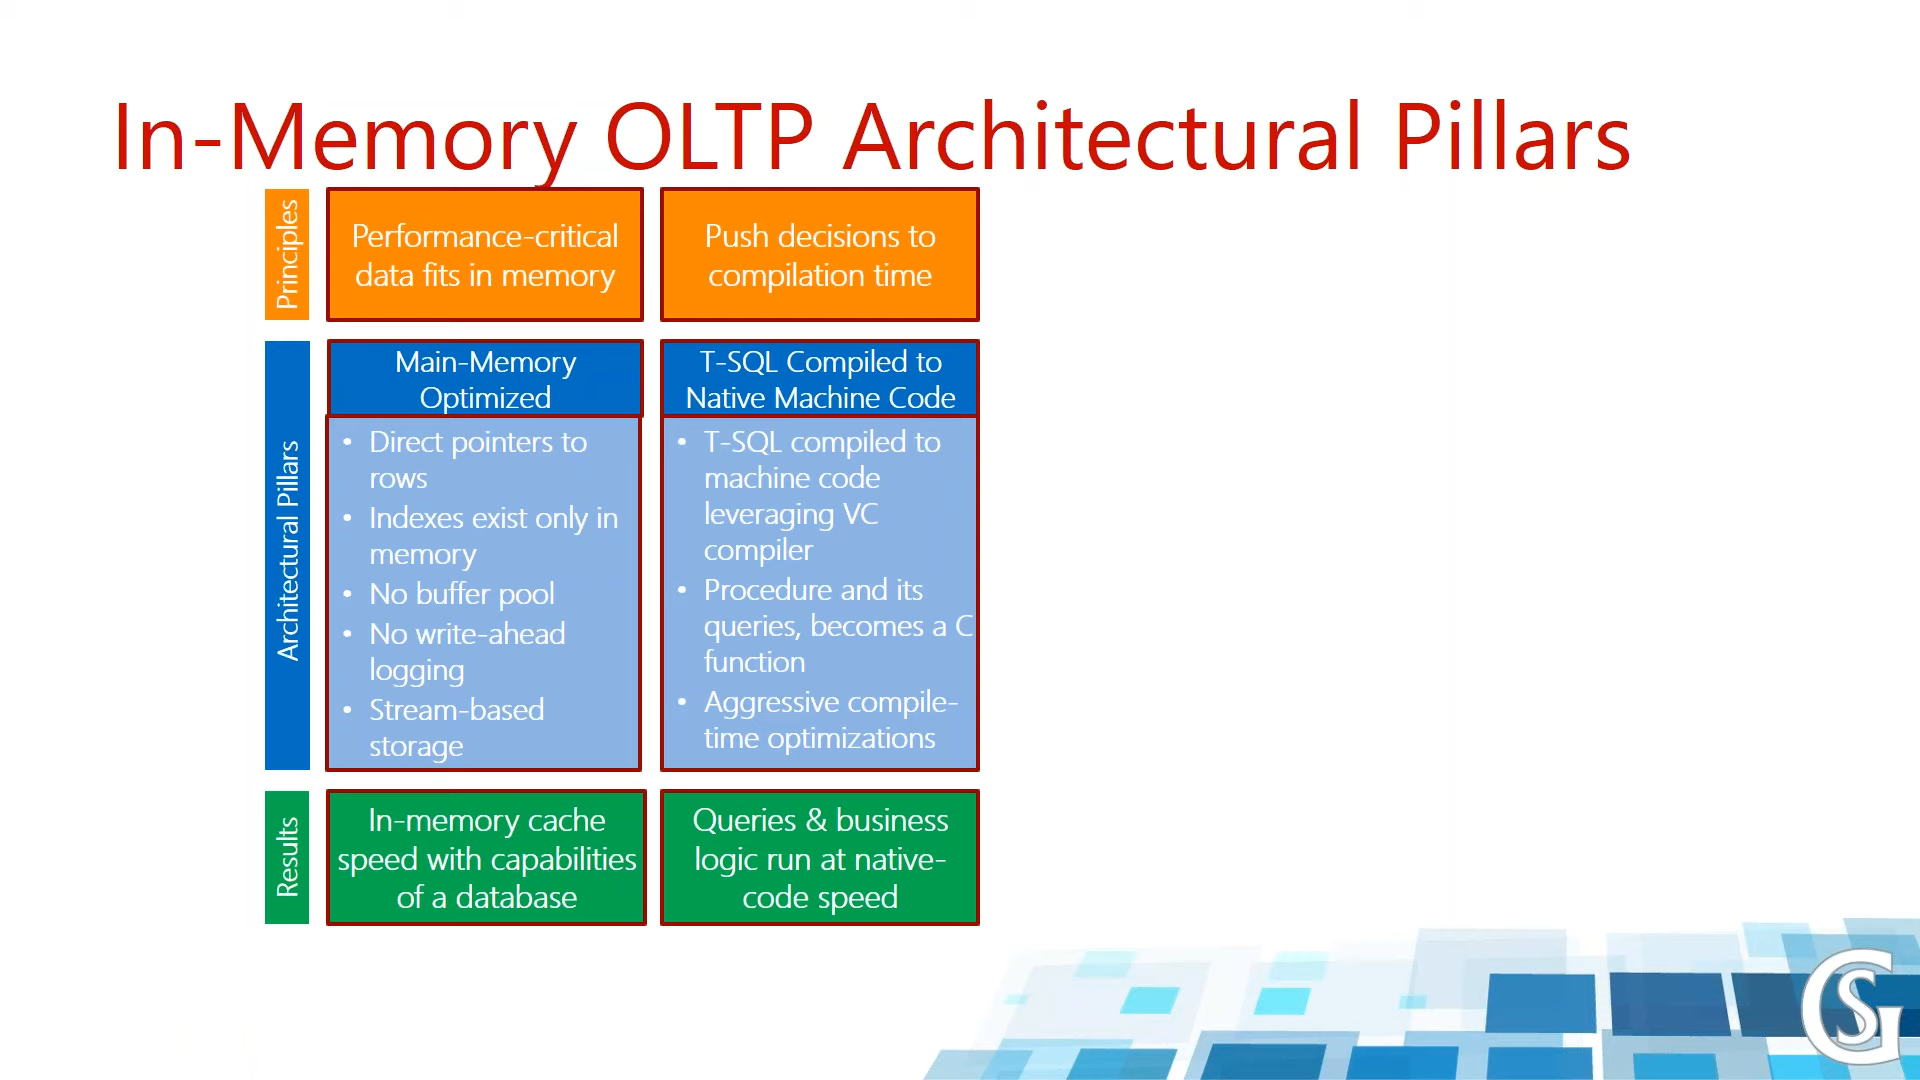 In-Memory OLTP Architectural Pillars
Principles
Performance-critical
data fits in memory
Push decisions to
compilation time
Architectural Pillars
Main-Memory
Optimized
• Direct pointers to
rows
• Indexes exist only in
memory
• No buffer pool
• No write-ahead
logging
• Stream-based
storage
T-SQL Compiled to
Native Machine Code
• T-SQL compiled to
machine code
leveraging VC
compiler
• Procedure and its
queries, becomes a C
function
• Aggressive compile-
time optimizations
Results
In-memory cache
speed with capabilities
of a database
Queries & business
logic run at native-
code speed
GS